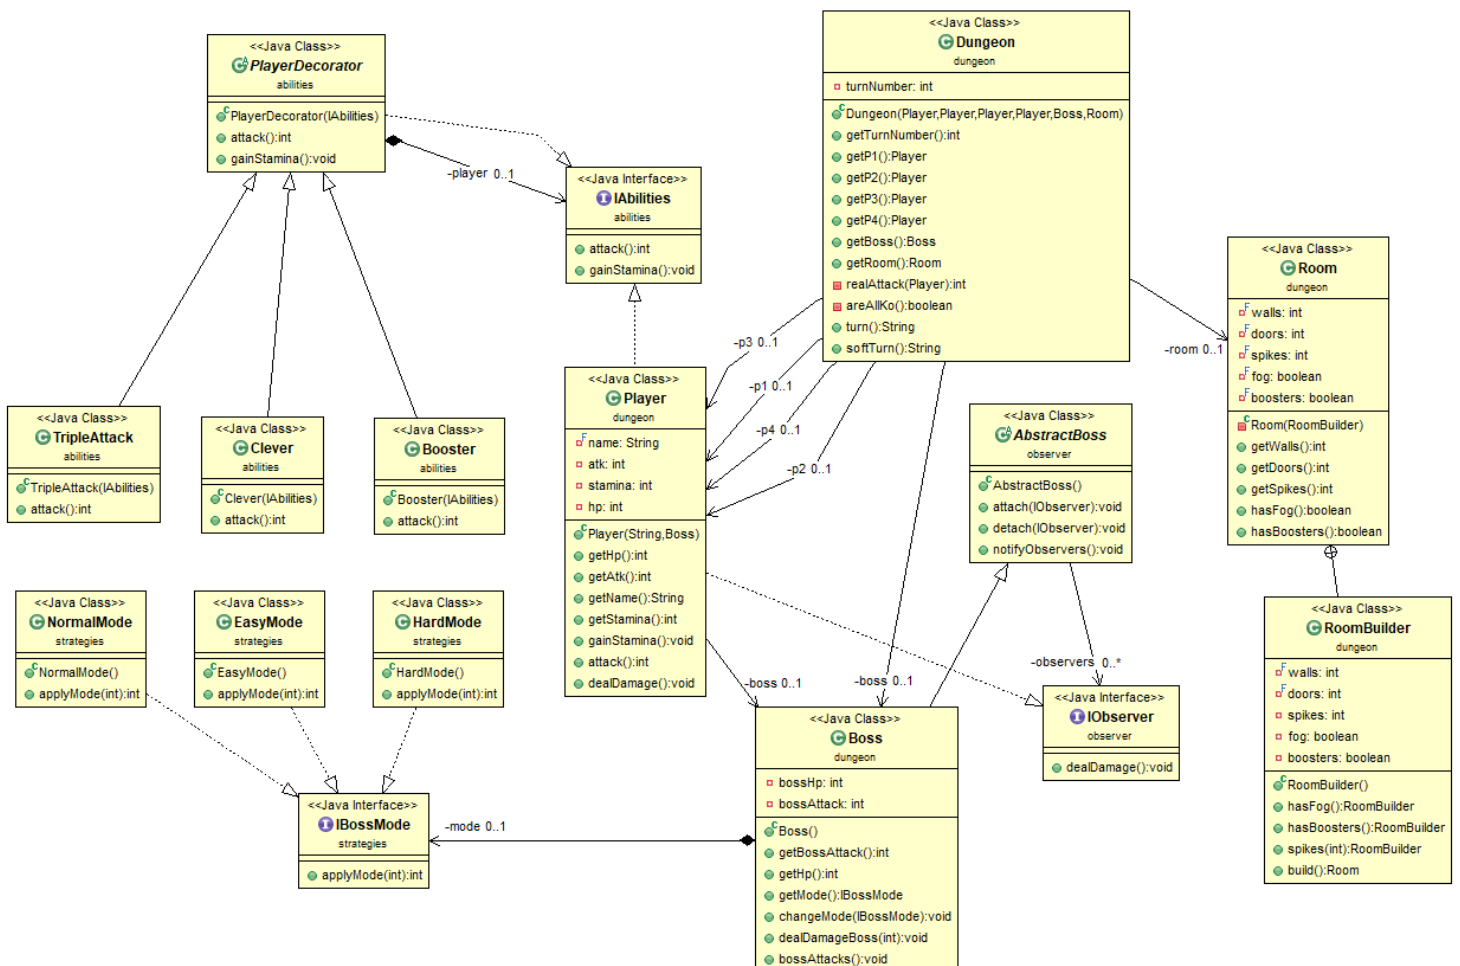 <<Java Class>>
PlayerDecorator
abilities
PlayerDecorator(IAbilities)
attack():int
gainStamina():void
-player 0..1
<<Java Interface>>
IAbilities
abilities
attack():int
gainStamina():void
<<Java Class>>
Dungeon
dungeon
turnNumber: int
Dungeon(Player,Player,Player,Player,Boss,Room)
getTurnNumber():int
getP1():Player
getP2():Player
getP3():Player
getP4():Player
getBoss():Boss
getRoom():Room
realAttack(Player):int
areAllKo():boolean
turn():String
softTurn():String
-room 0..1
<<Java Class>>
Room
dungeon
walls: int
doors: int
spikes: int
fog: boolean
boosters: boolean
Room(RoomBuilder)
getWalls():int
getDoors():int
getSpikes():int
hasFog():boolean
hasBoosters():boolean
-p3 0..1
-p1 0..1
-p4 0..1
-p2 0..1
<<Java Class>>
TripleAttack
abilities
TripleAttack(IAbilities)
attack():int
<<Java Class>>
Clever
abilities
Clever(IAbilities)
attack():int
<<Java Class>>
Booster
abilities
Booster(IAbilities)
attack():int
<<Java Class>>
Player
dungeon
name: String
atk: int
stamina: int
hp: int
Player(String,Boss)
getHp():int
getAtk():int
getName():String
getStamina():int
gainStamina():void
attack():int
dealDamage():void
<<Java Class>>
AbstractBoss
observer
AbstractBoss()
attach(IObserver):void
detach(IObserver):void
notifyObservers():void
<<Java Class>>
NormalMode
strategies
NormalMode()
applyMode(int):int
<<Java Class>>
EasyMode
strategies
EasyMode()
applyMode(int):int
<<Java Class>>
HardMode
strategies
HardMode()
applyMode(int):int
<<Java Class>>
RoomBuilder
dungeon
walls: int
doors: int
spikes: int
fog: boolean
boosters: boolean
RoomBuilder()
hasFog():RoomBuilder
hasBoosters():RoomBuilder
spikes(int):RoomBuilder
build():Room
-boss 0..1
-boss 0..1
-observers 0..*
<<Java Interface>>
IObserver
observer
dealDamage():void
<<Java Class>>
Boss
dungeon
bossHp: int
bossAttack: int
Boss()
getBossAttack():int
getHp():int
getMode():IBossMode
changeMode(IBossMode):void
dealDamageBoss(int):void
bossAttacks():void
-mode 0..1
<<Java Interface>>
IBossMode
strategies
applyMode(int):int